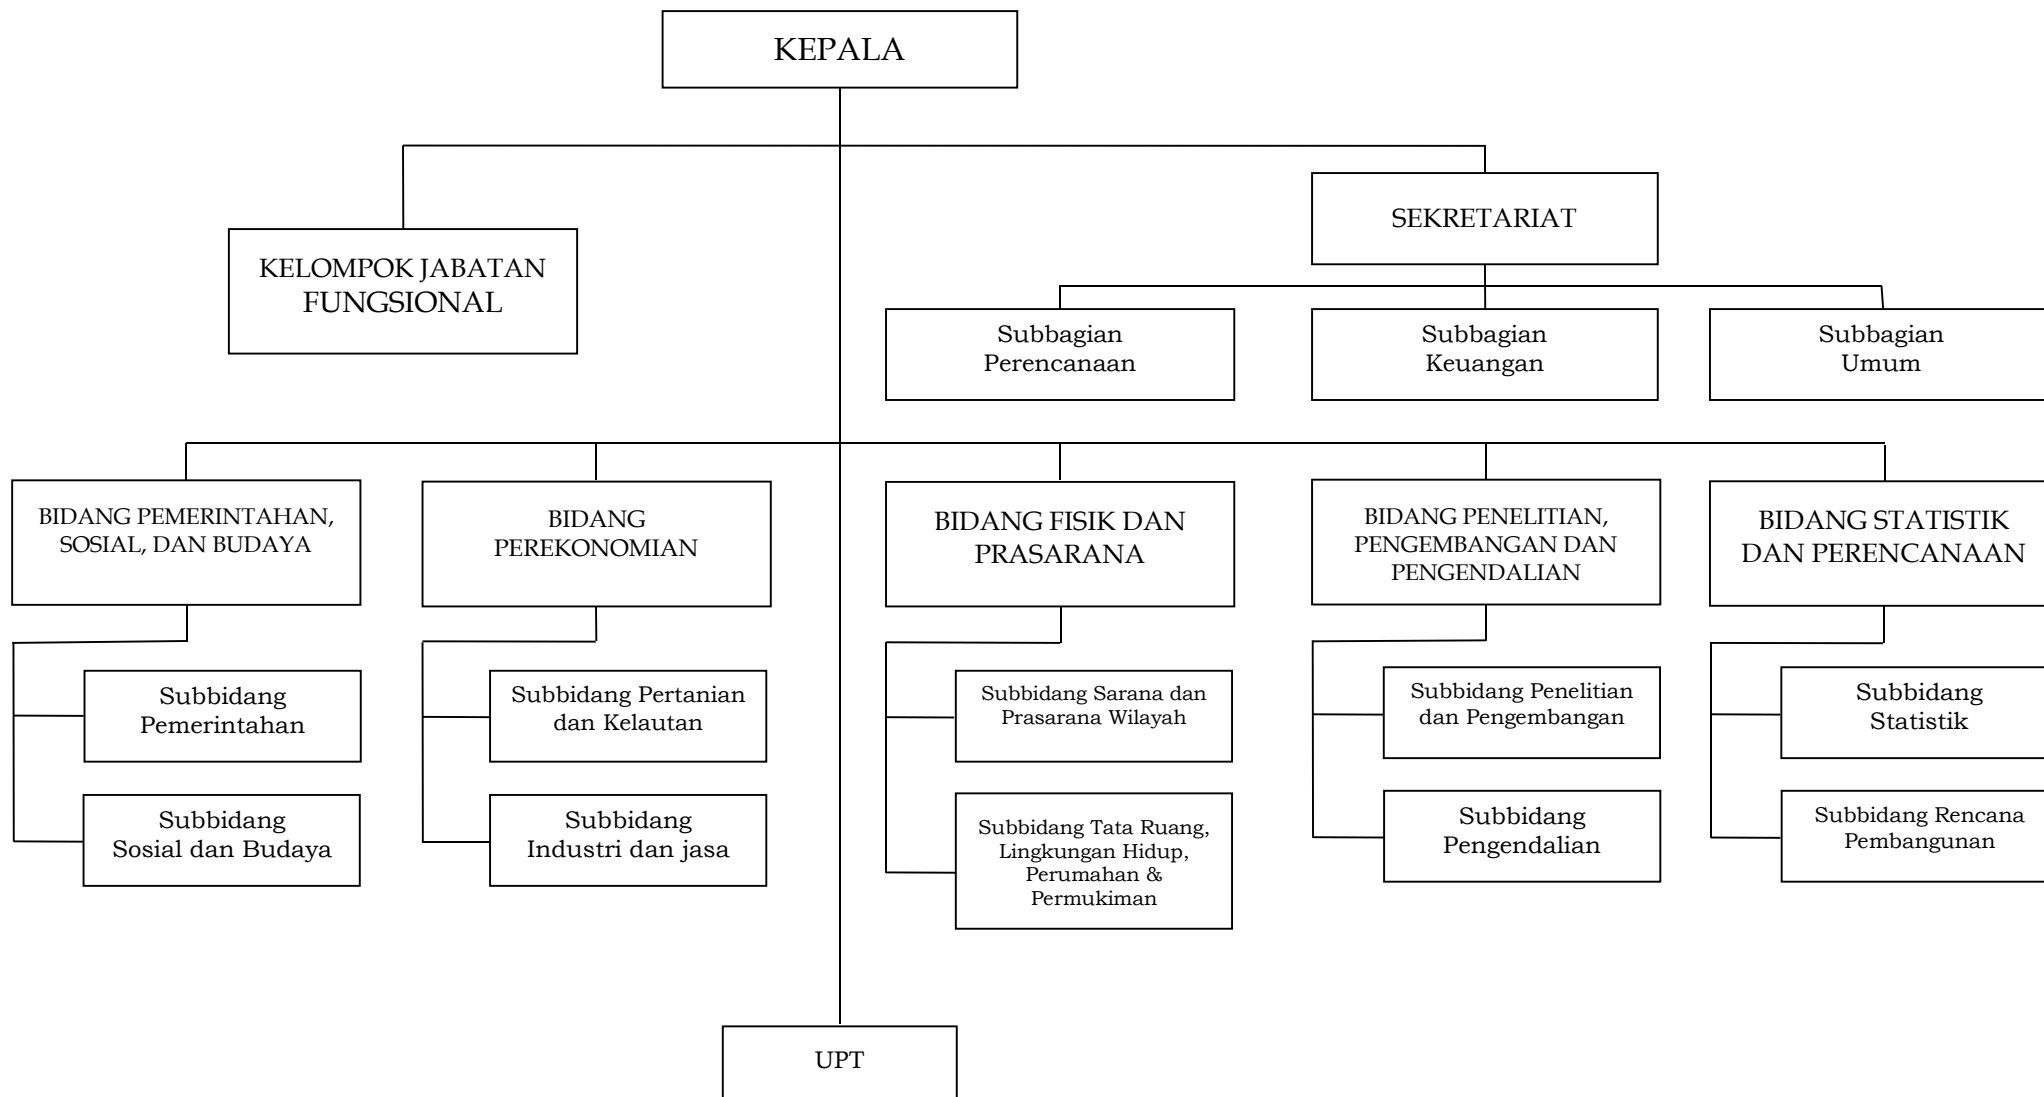 KEPALA
SEKRETARIAT
KELOMPOK JABATAN
FUNGSIONAL
Subbagian
Perencanaan
Subbagian
Keuangan
Subbagian
Umum
BIDANG PEMERINTAHAN,
SOSIAL, DAN BUDAYA
BIDANG
PEREKONOMIAN
BIDANG FISIK DAN
PRASARANA
BIDANG PENELITIAN,
PENGEMBANGAN DAN
PENGENDALIAN
BIDANG STATISTIK
DAN PERENCANAAN
Subbidang
Pemerintahan
Subbidang Pertanian
dan Kelautan
Subbidang Sarana dan
Prasarana Wilayah
Subbidang Penelitian
dan Pengembangan
Subbidang
Statistik
Subbidang
Sosial dan Budaya
Subbidang
Industri dan jasa
Subbidang Tata Ruang,
Lingkungan Hidup,
Perumahan &
Permukiman
Subbidang
Pengendalian
Subbidang Rencana
Pembangunan
UPT